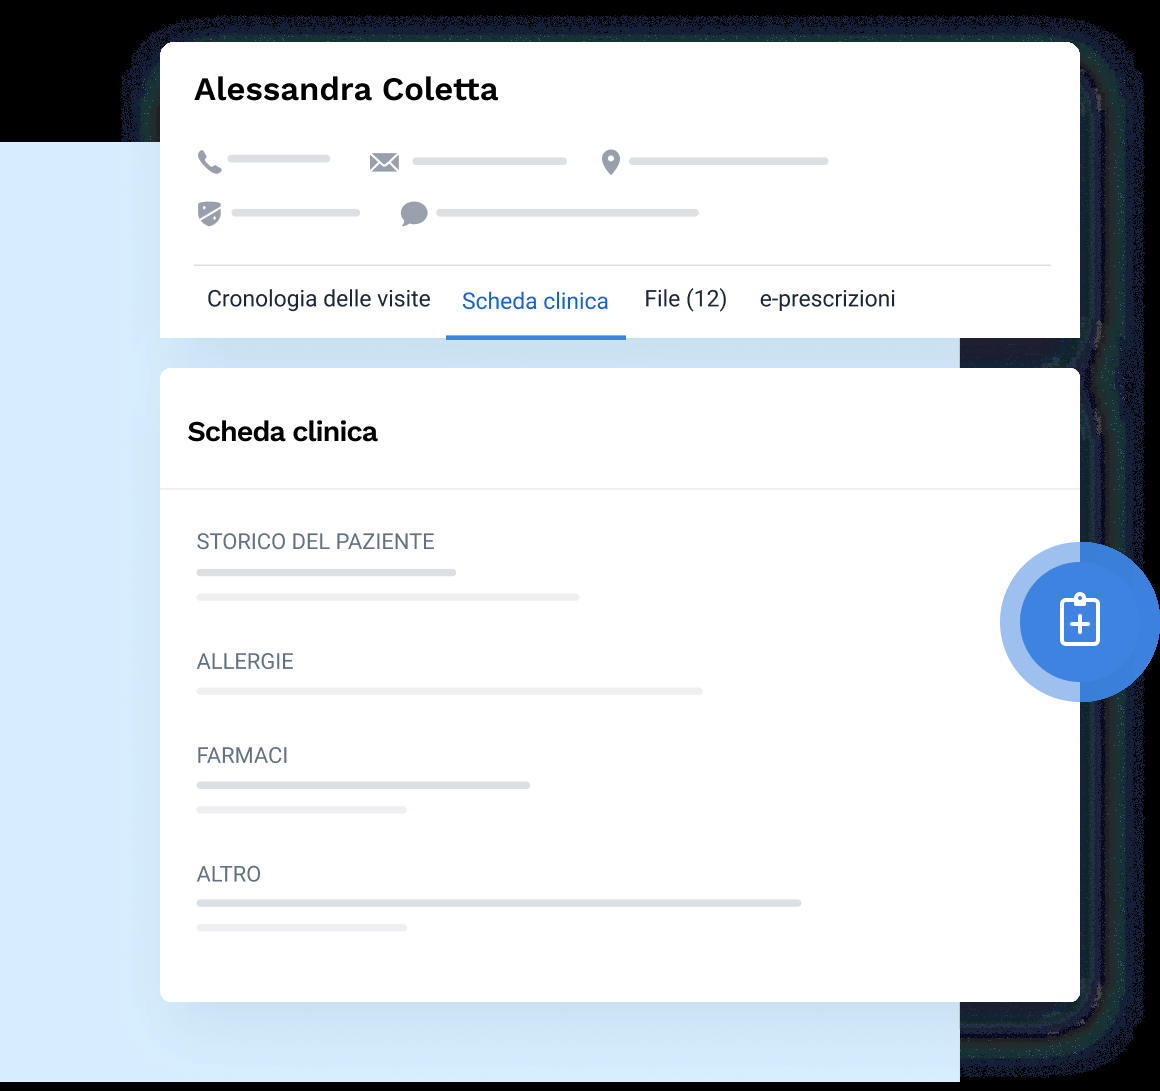 Alessandra Coletta
Cronologia delle visite Scheda clinica File (12) e-prescrizioni
Scheda clinica
STORICO DEL PAZIENTE
ALLERGIE
FARMACI
ALTRO